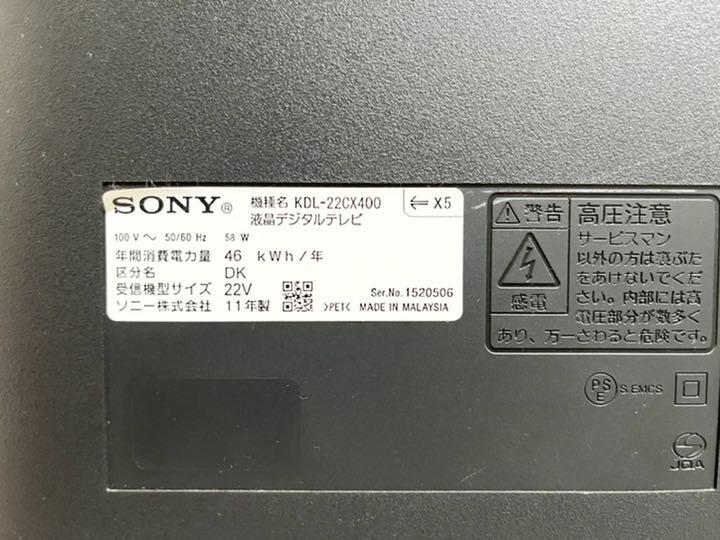 SONY®
機種名 KDL-22CX400
液晶デジタルテレビ
⇐ X5
100 V ～ 50/60 Hz 58 W
年間消費電力量 46 kWh/年
区分名 DK
受信機型サイズ 22V
Ser.No. 1520506
ソニー株式会社 11年製 >PET< MADE IN MALAYSIA
⚠警告
感電
高圧注意
サービスマン
以外の方は裏ぶた
をあけないでくだ
さい。内部には高
電圧部分が数多く
あり、万一さわると危険です。
PS
E
S.EMCS
JQA